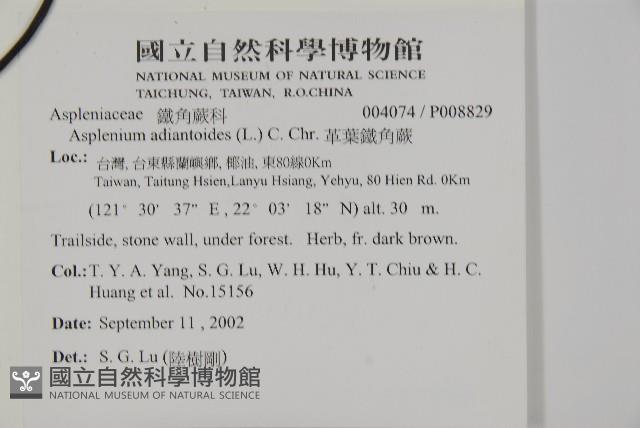 國立自然科學博物館
NATIONAL MUSEUM OF NATURAL SCIENCE
TAICHUNG, TAIWAN, R.O.CHINA
Aspleniaceae 鐵角蕨科 004074 / P008829
Asplenium adiantoides (L.) C. Chr. 革葉鐵角蕨
Loc.: 台灣, 台東縣蘭嶼鄉, 椰油, 東80線0Km
Taiwan, Taitung Hsien,Lanyu Hsiang, Yehyu, 80 Hien Rd. 0Km
(121° 30' 37" E , 22° 03' 18" N) alt. 30 m.
Trailside, stone wall, under forest. Herb, fr. dark brown.
Col.: T. Y. A. Yang, S. G. Lu, W. H. Hu, Y. T. Chiu & H. C.
Huang et al. No.15156
Date: September 11 , 2002
Det.: S. G. Lu (陸樹剛)
國立自然科學博物館
NATIONAL MUSEUM OF NATURAL SCIENCE